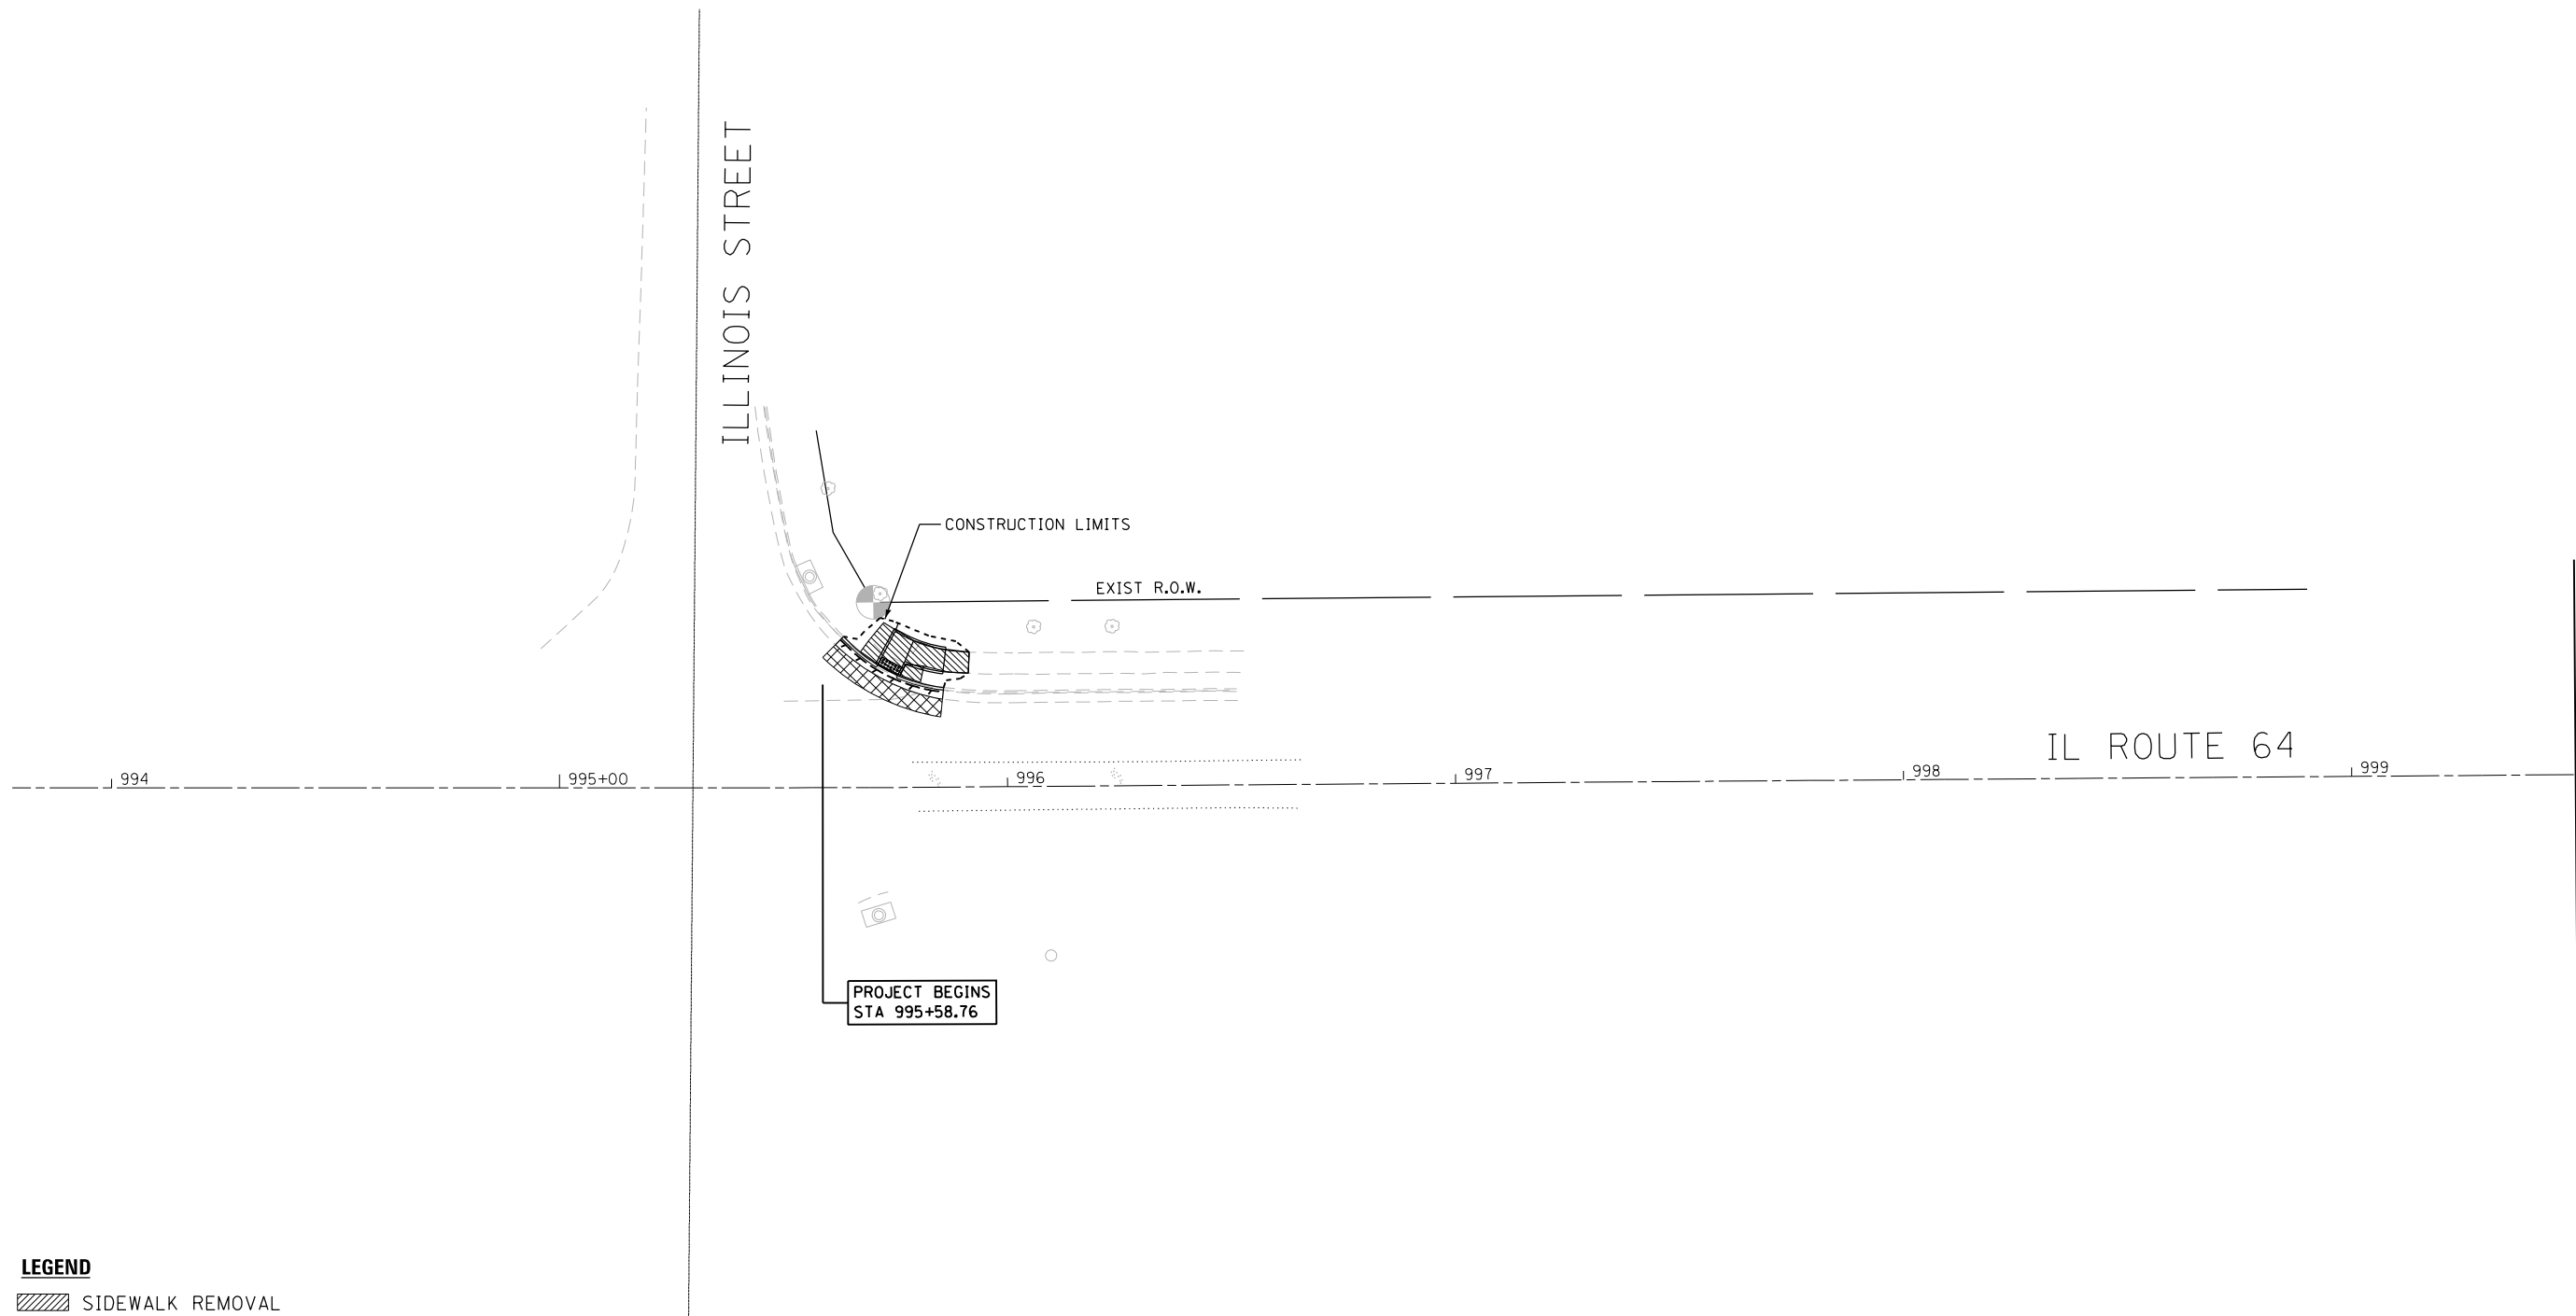 ILLINOIS STREET
CONSTRUCTION LIMITS
EXIST R.O.W.
IL ROUTE 64
994
995+00
996
997
998
999
PROJECT BEGINS
STA 995+58.76
LEGEND
SIDEWALK REMOVAL